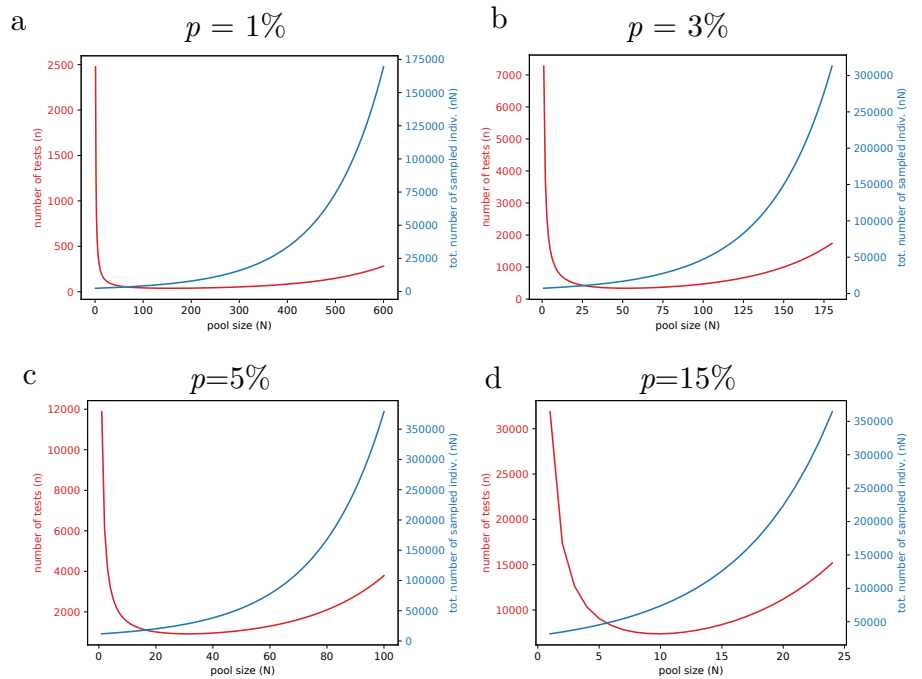 a
p = 1%
2500
2000
1500
1000
500
0
number of tests (n)
175000
150000
125000
100000
75000
50000
25000
0
tot. number of sampled indiv. (nN)
0 100 200 300 400 500 600
pool size (N)
b
p = 3%
7000
6000
5000
4000
3000
2000
1000
0
number of tests (n)
300000
250000
200000
150000
100000
50000
0
tot. number of sampled indiv. (nN)
0 25 50 75 100 125 150 175
pool size (N)
c
p=5%
12000
10000
8000
6000
4000
2000
number of tests (n)
350000
300000
250000
200000
150000
100000
50000
0
tot. number of sampled indiv. (nN)
0 20 40 60 80 100
pool size (N)
d
p=15%
30000
25000
20000
15000
10000
number of tests (n)
350000
300000
250000
200000
150000
100000
50000
tot. number of sampled indiv. (nN)
0 5 10 15 20 25
pool size (N)